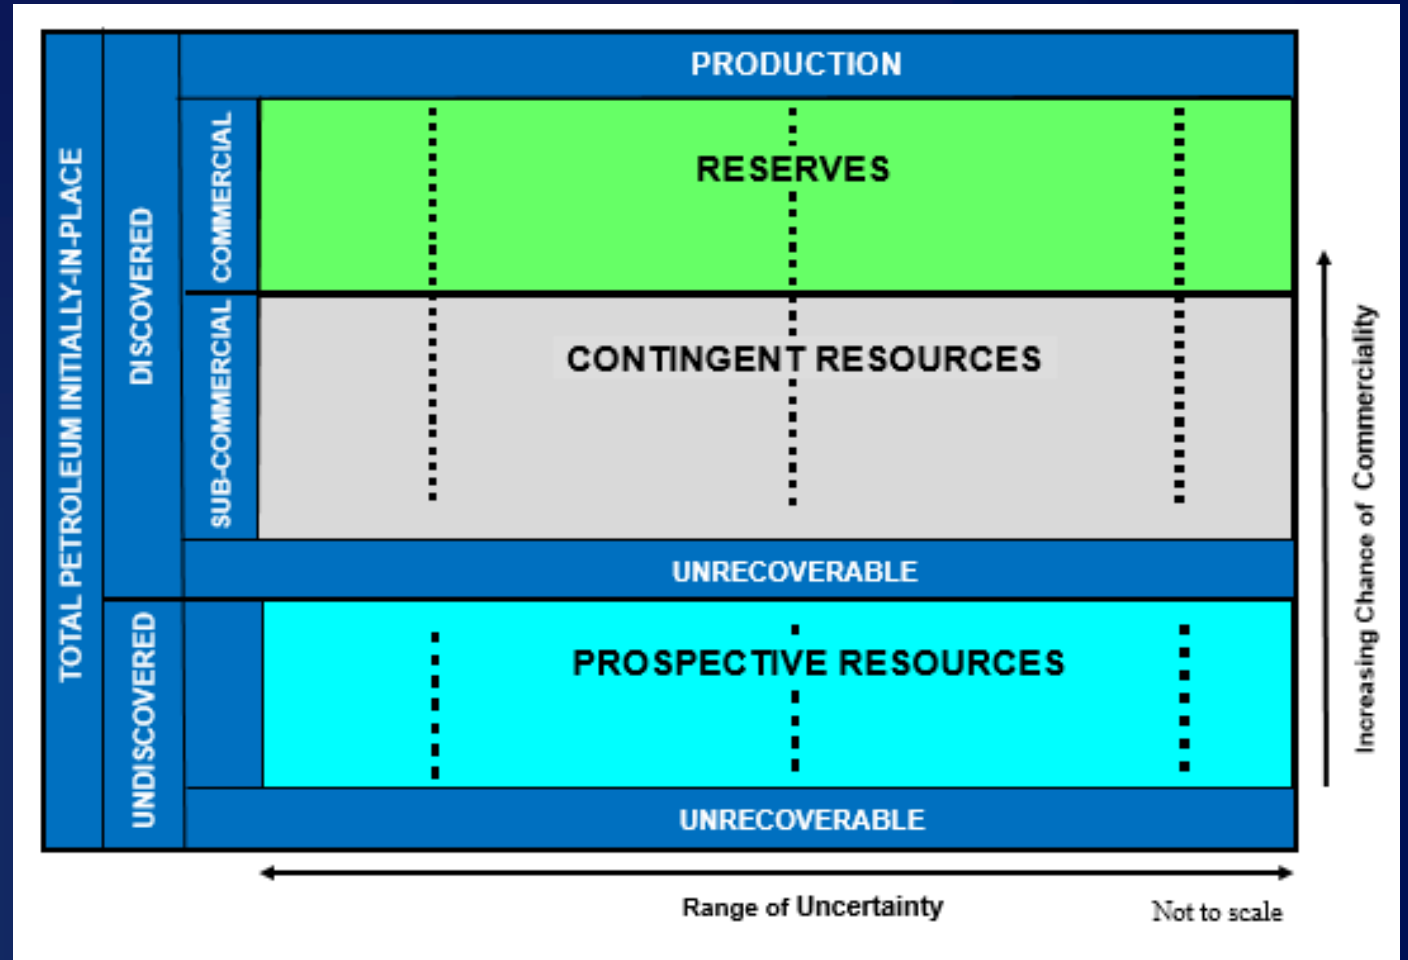 TOTAL PETROLEUM INITIALLY-IN-PLACE
DISCOVERED
UNDISCOVERED
COMMERCIAL
SUB-COMMERCIAL
PRODUCTION
RESERVES
CONTINGENT RESOURCES
UNRECOVERABLE
PROSPECTIVE RESOURCES
UNRECOVERABLE
Increasing Chance of Commerciality
Range of Uncertainty
Not to scale